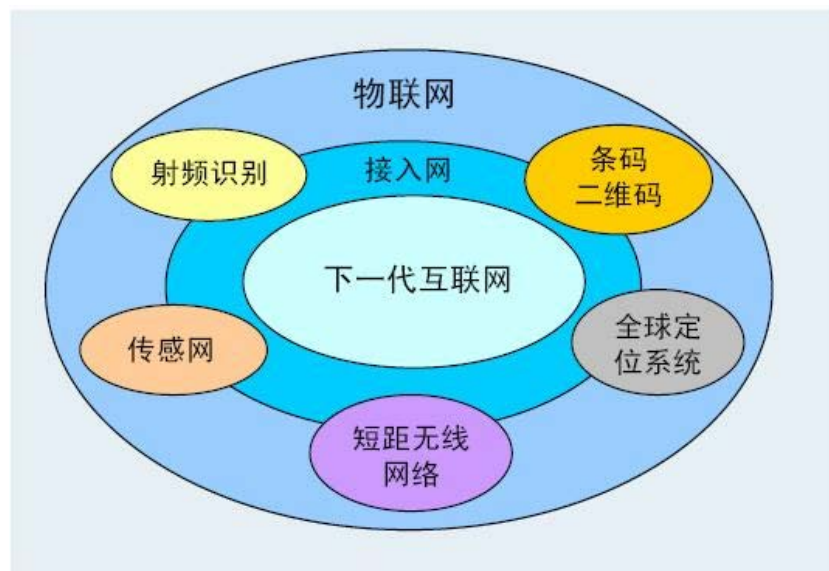 物联网
射频识别
接入网
条码
二维码
下一代互联网
传感网
全球定
位系统
短距无线
网络